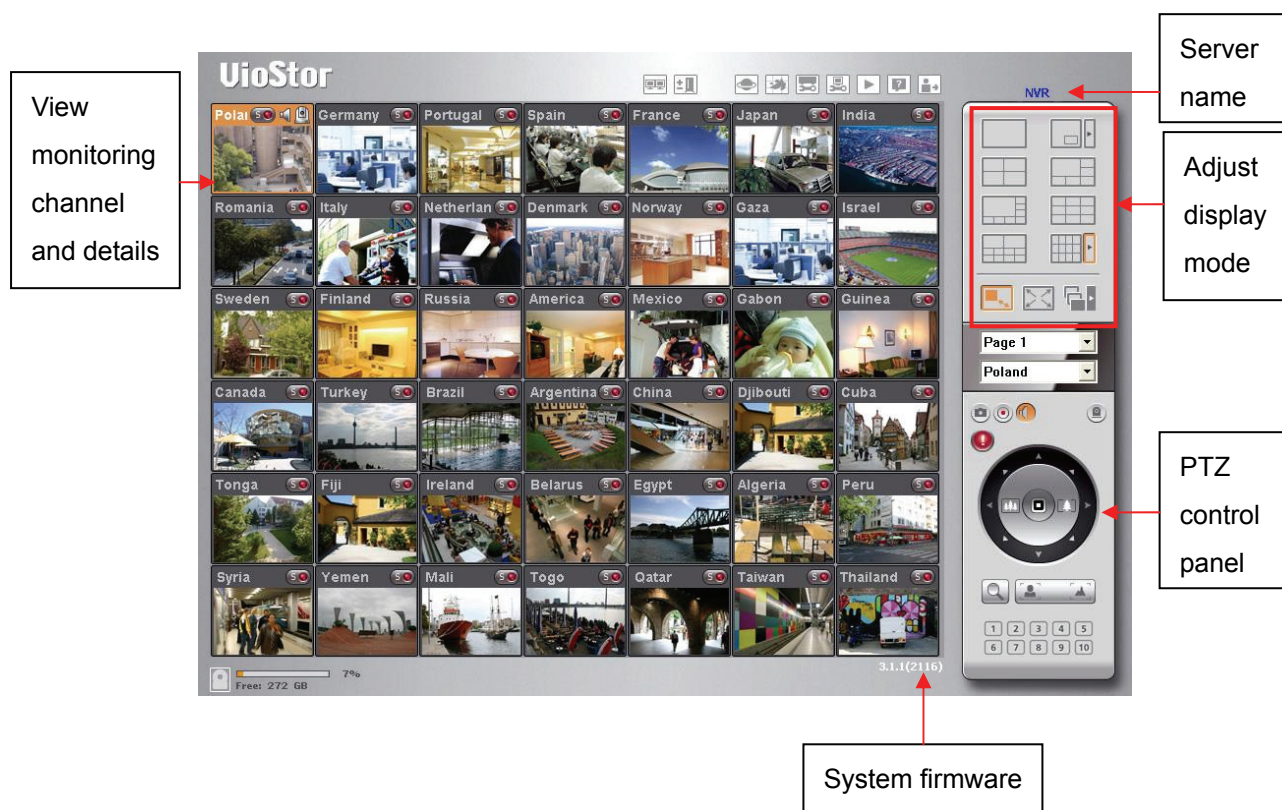 Server
name
View
monitoring
channel
and details
VioStor
NVR
Adjust
display
mode
Polar S
Germany S
Portugal S
Spain S
France S
Japan S
India S
Romania S
Italy S
Netherlan S
Denmark S
Norway S
Gaza S
Israel S
Sweden S
Finland S
Russia S
America S
Mexico S
Gabon S
Guinea S
Page 1
Poland
Canada S
Turkey S
Brazil S
Argentina S
China S
Djibouti S
Cuba S
Tonga S
Fiji S
Ireland S
Belarus S
Egypt S
Algeria S
Peru S
PTZ
control
panel
Syria S
Yemen S
Mali S
Togo S
Qatar S
Taiwan S
Thailand S
1 2 3 4 5
6 7 8 9 10
7%
Free: 272 GB
3.1.1(2116)
System firmware